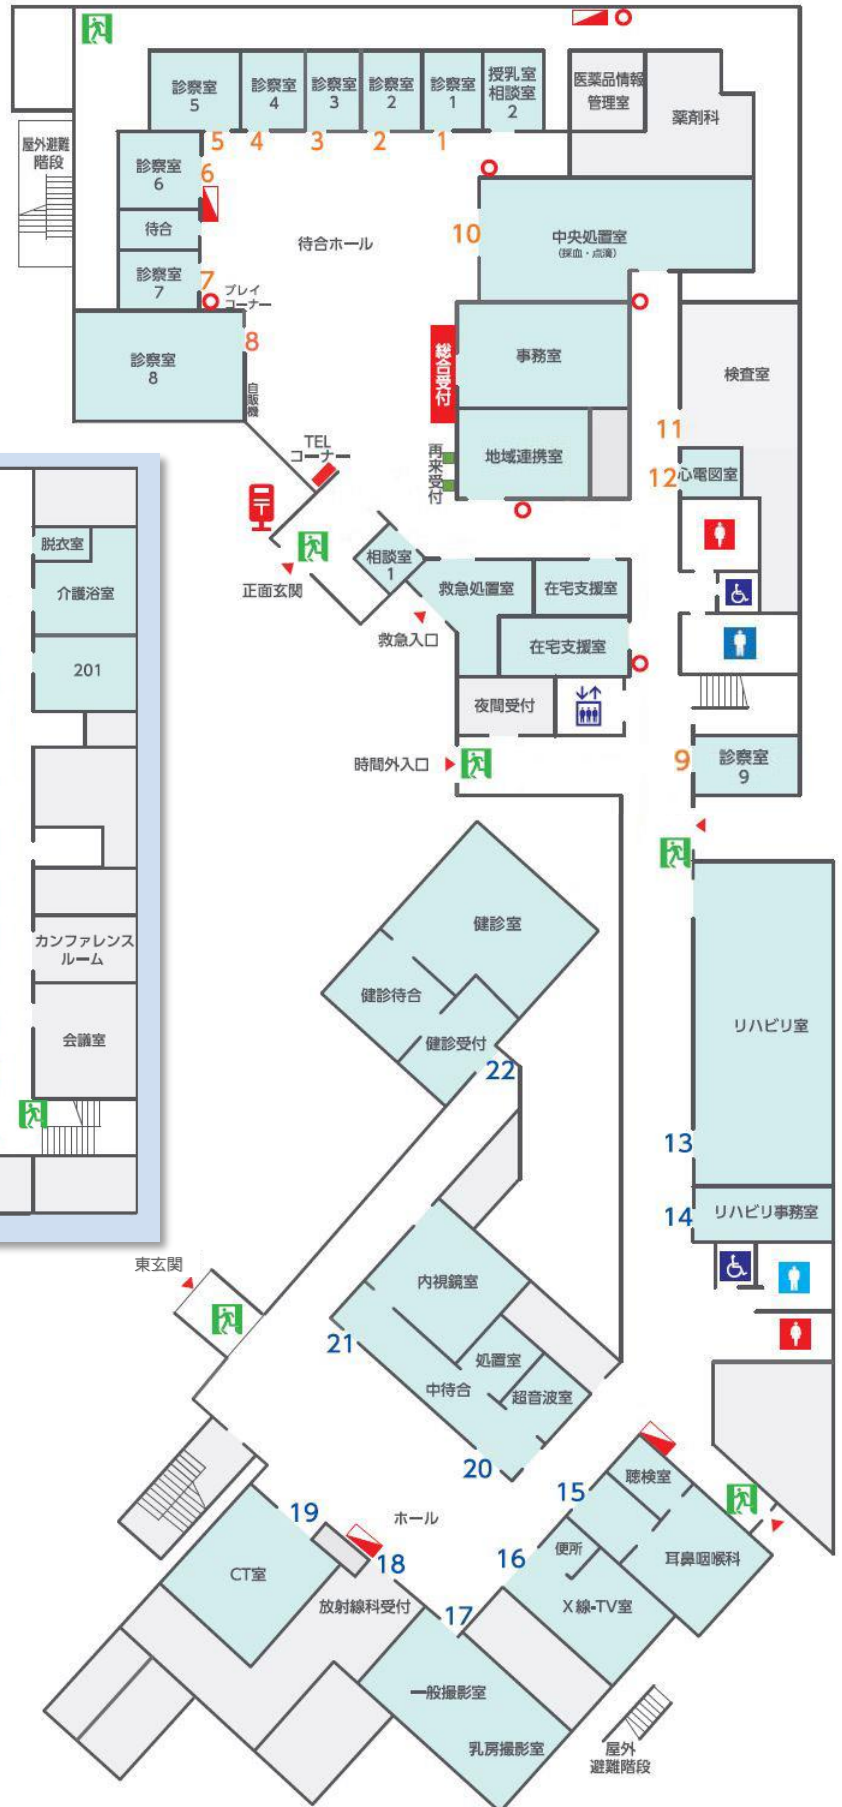 診察室
5
診察室
4
診察室
3
診察室
2
診察室
1
授乳室
相談室
2
医薬品情報
管理室
薬剤科
屋外避難
階段
5
4
3
2
1
診察室
6
6
待合
診察室
7
7
プレイ
コーナー
待合ホール
10
中央処置室
(採血・点滴)
診察室
8
8
自販機
総合受付
事務室
検査室
11
再来受付
地域連携室
12
心電図室
TEL
コーナー
〒
正面玄関
相談室
1
救急処置室
在宅支援室
救急入口
在宅支援室
夜間受付
時間外入口
9
診察室
9
脱衣室
介護浴室
201
カンファレンス
ルーム
会議室
健診室
健診待合
健診受付
22
リハビリ室
13
14
リハビリ事務室
東玄関
内視鏡室
21
処置室
中待合
超音波室
20
15
聴検室
19
ホール
18
16
便所
耳鼻咽喉科
CT室
放射線科受付
17
X線-TV室
一般撮影室
乳房撮影室
屋外
避難階段